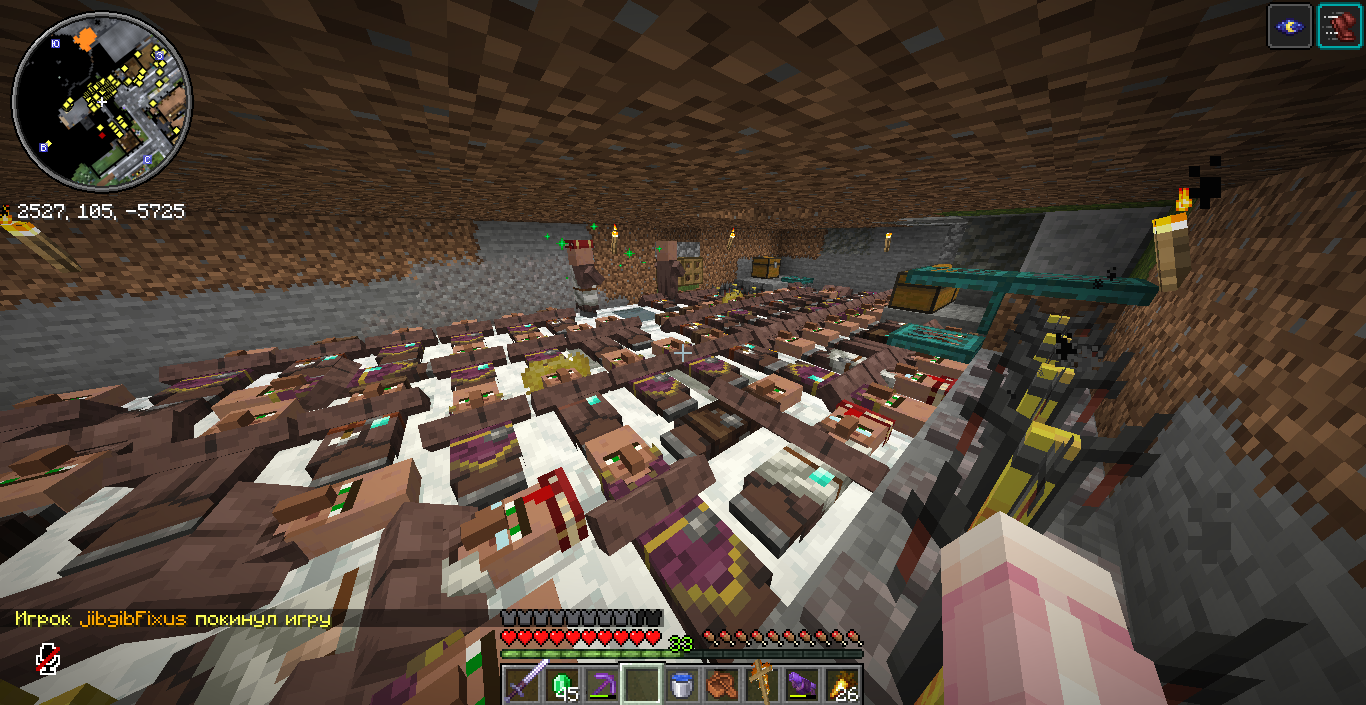 Ю
З
В
С
2527, 105, -5725
Игрок jibgibFixus покинул игру
38
45
26